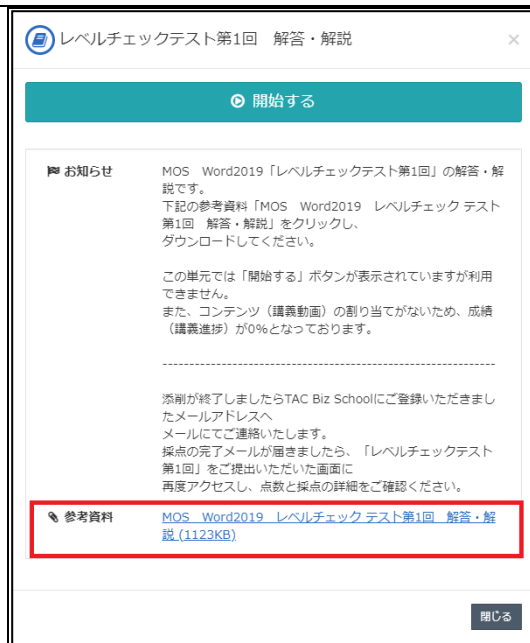 レベルチェックテスト第1回　解答・解説
×
開始する
お知らせ
MOS　Word2019「レベルチェックテスト第1回」の解答・解
説です。
下記の参考資料「MOS　Word2019　レベルチェック テスト
第1回　解答・解説」をクリックし、
ダウンロードしてください。
この単元では「開始する」ボタンが表示されていますが利用
できません。
また、コンテンツ（講義動画）の割り当てがないため、成績
（講義進捗）が0%となっております。
-------------------------------------------------------------
添削が終了しましたらTAC Biz Schoolにご登録いただきまし
たメールアドレスへ
メールにてご連絡いたします。
採点の完了メールが届きましたら、「レベルチェックテスト
第1回」をご提出いただいた画面に
再度アクセスし、点数と採点の詳細をご確認ください。
参考資料
MOS　Word2019　レベルチェック テスト第1回　解答・解
説 (1123KB)
閉じる